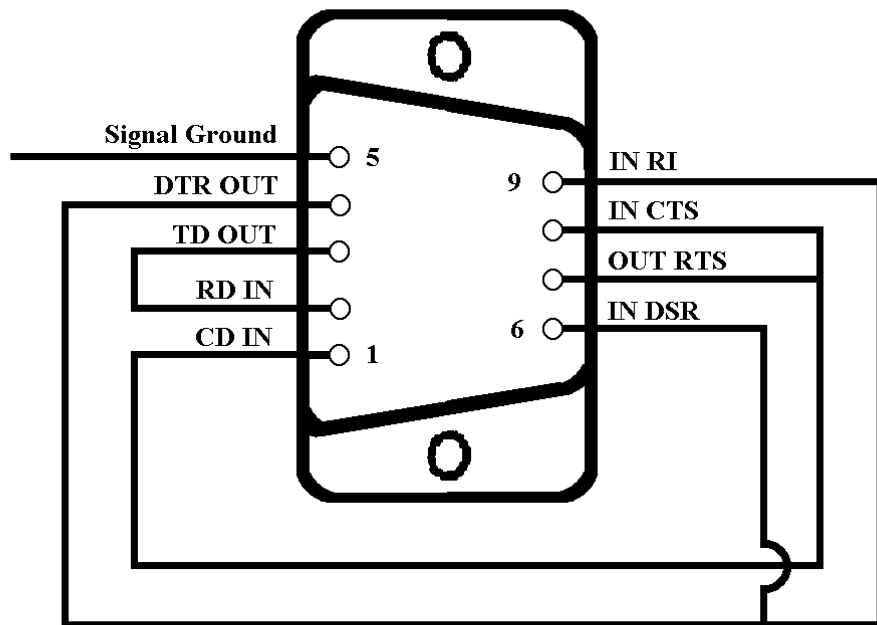 Signal Ground
5
DTR OUT
TD OUT
RD IN
CD IN
1
9
IN RI
IN CTS
OUT RTS
6
IN DSR